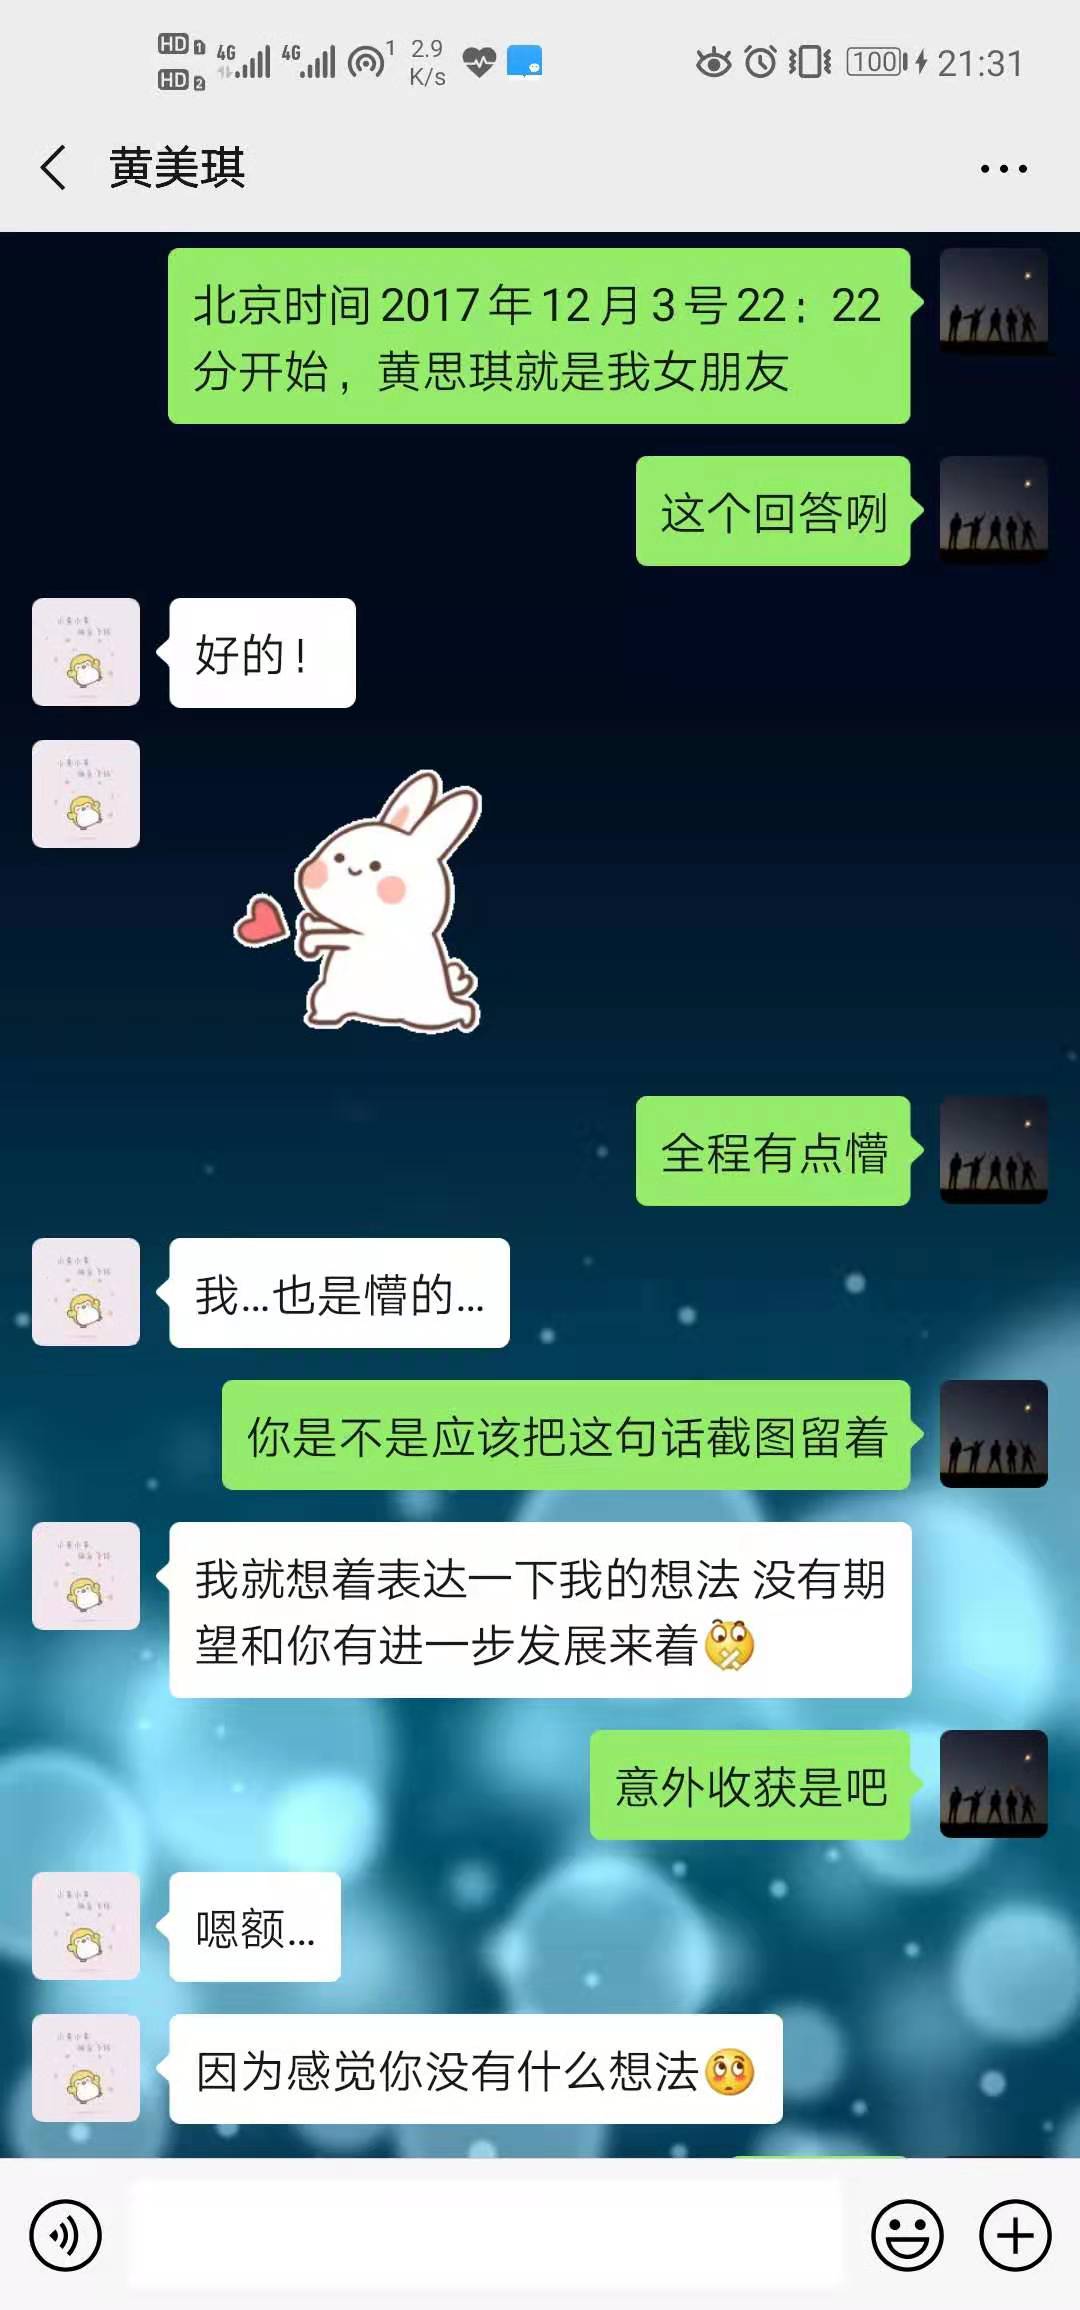 HD 1
HD 2
4G
4G
1
2.9
K/s
100
21:31
黄美琪
北京时间2017年12月3号22：22
分开始，黄思琪就是我女朋友
这个回答咧
好的！
全程有点懵
我...也是懵的...
你是不是应该把这句话截图留着
我就想着表达一下我的想法 没有期
望和你有进一步发展来着
意外收获是吧
嗯额...
因为感觉你没有什么想法